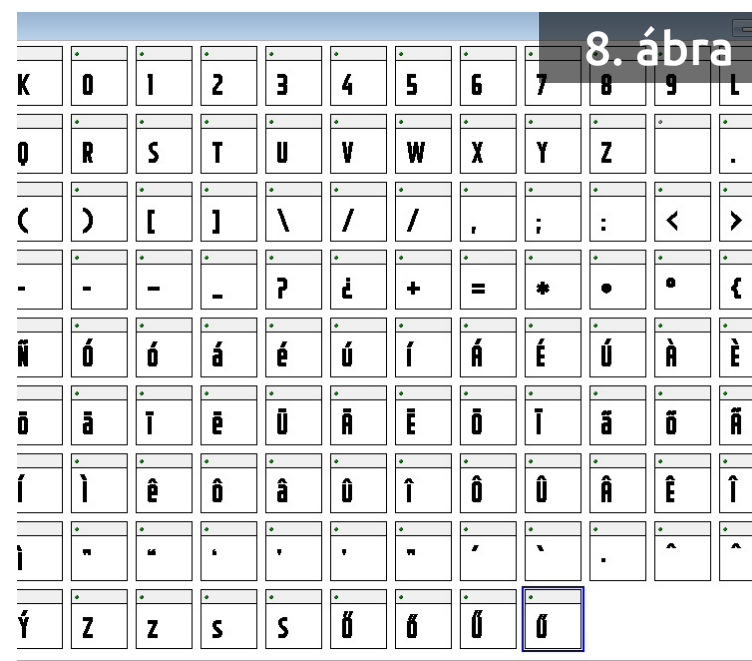 8. ábra
K 0 1 2 3 4 5 6 7 8 9 L
Q R S T U V W X Y Z .
( ) [ ] \ / / , ; : < >
- - – _ ? ¿ + = * • º {
Ñ Ó ó á é ú í Á É Ú À È
ō ā ī ē Ū Ā Ē Ō Ī ã õ Ã
Í Ì ê ô â û î Ô Û Â Ê Î
Ì " “ ‘ ' ' " ´ ` . ^ ^
Ý Z z s S Ő ő Ű ű